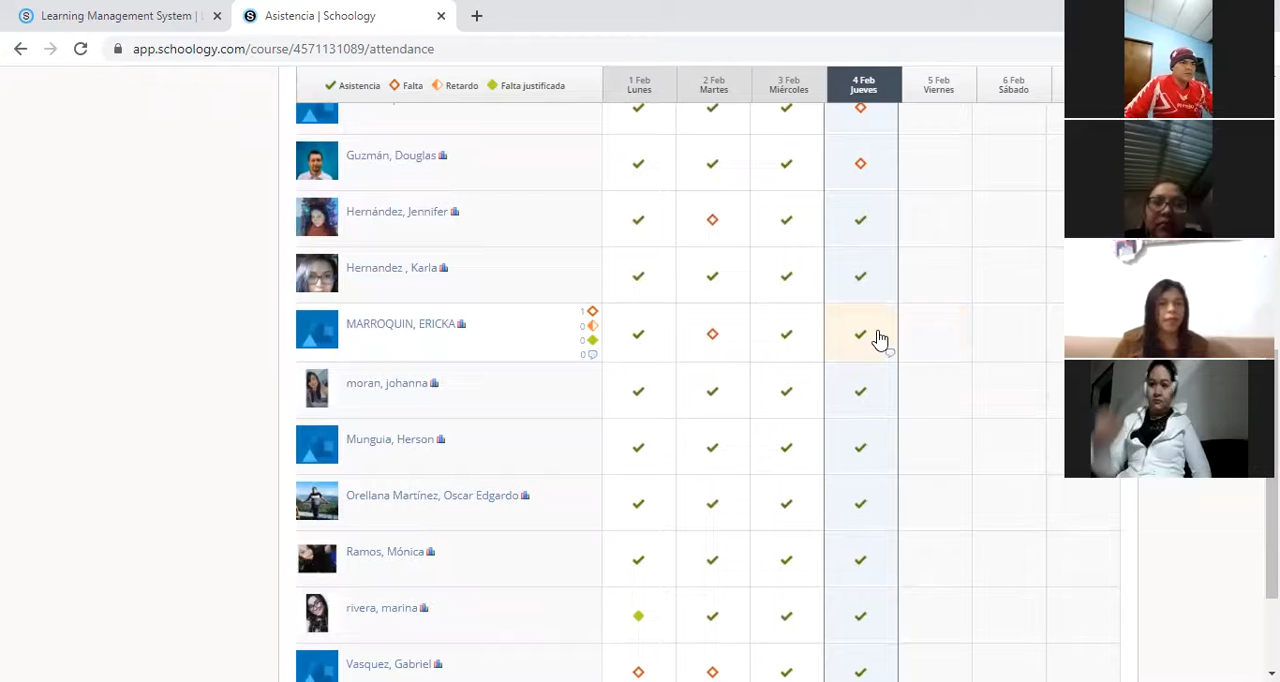 Learning Management System |
Asistencia | Schoology
app.schoology.com/course/4571131089/attendance
Asistencia Falta Retardo Falta justificada
1 Feb Lunes
2 Feb Martes
3 Feb Miércoles
4 Feb Jueves
5 Feb Viernes
6 Feb Sábado
Guzmán, Douglas
Hernández, Jennifer
Hernandez , Karla
MARROQUIN, ERICKA
1
0
0
0
moran, johanna
Munguia, Herson
Orellana Martínez, Oscar Edgardo
Ramos, Mónica
rivera, marina
Vasquez, Gabriel